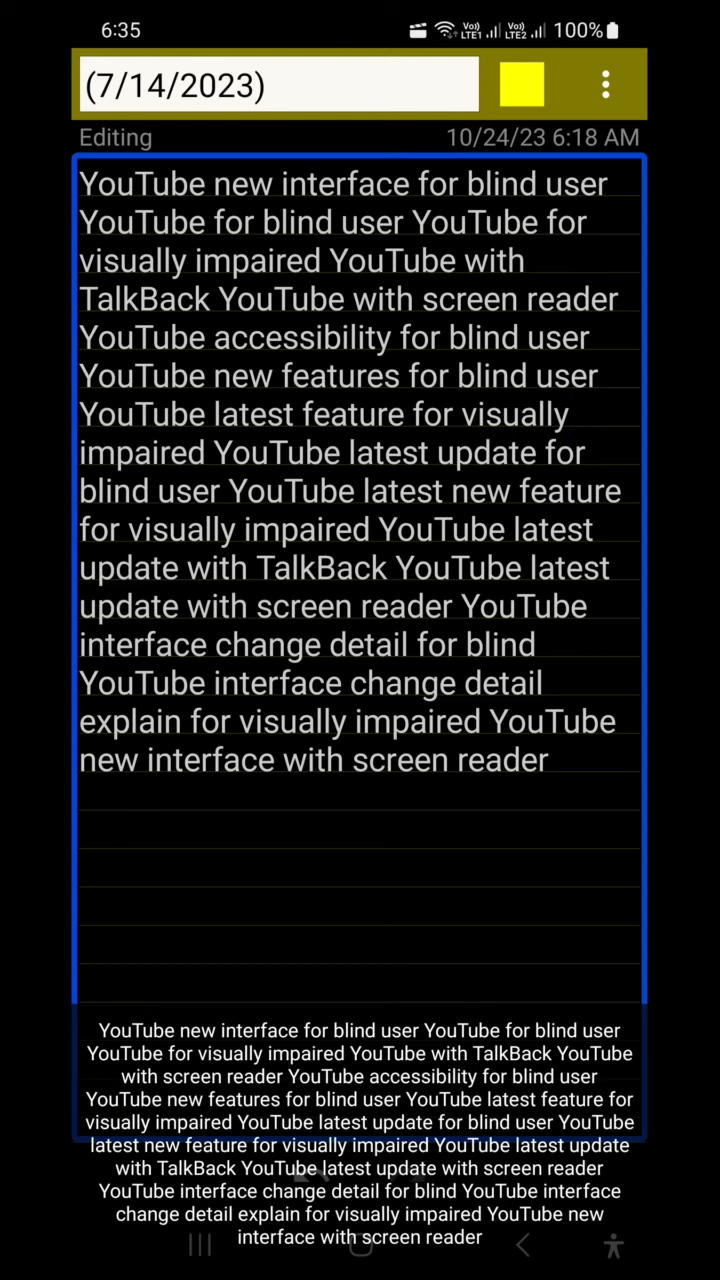 6:35 Vo) LTE1 Vo) LTE2 100%
(7/14/2023)
Editing 10/24/23 6:18 AM
YouTube new interface for blind user
YouTube for blind user YouTube for
visually impaired YouTube with
TalkBack YouTube with screen reader
YouTube accessibility for blind user
YouTube new features for blind user
YouTube latest feature for visually
impaired YouTube latest update for
blind user YouTube latest new feature
for visually impaired YouTube latest
update with TalkBack YouTube latest
update with screen reader YouTube
interface change detail for blind
YouTube interface change detail
explain for visually impaired YouTube
new interface with screen reader
YouTube new interface for blind user YouTube for blind user
YouTube for visually impaired YouTube with TalkBack YouTube
with screen reader YouTube accessibility for blind user
YouTube new features for blind user YouTube latest feature for
visually impaired YouTube latest update for blind user YouTube
latest new feature for visually impaired YouTube latest update
with TalkBack YouTube latest update with screen reader
YouTube interface change detail for blind YouTube interface
change detail explain for visually impaired YouTube new
interface with screen reader